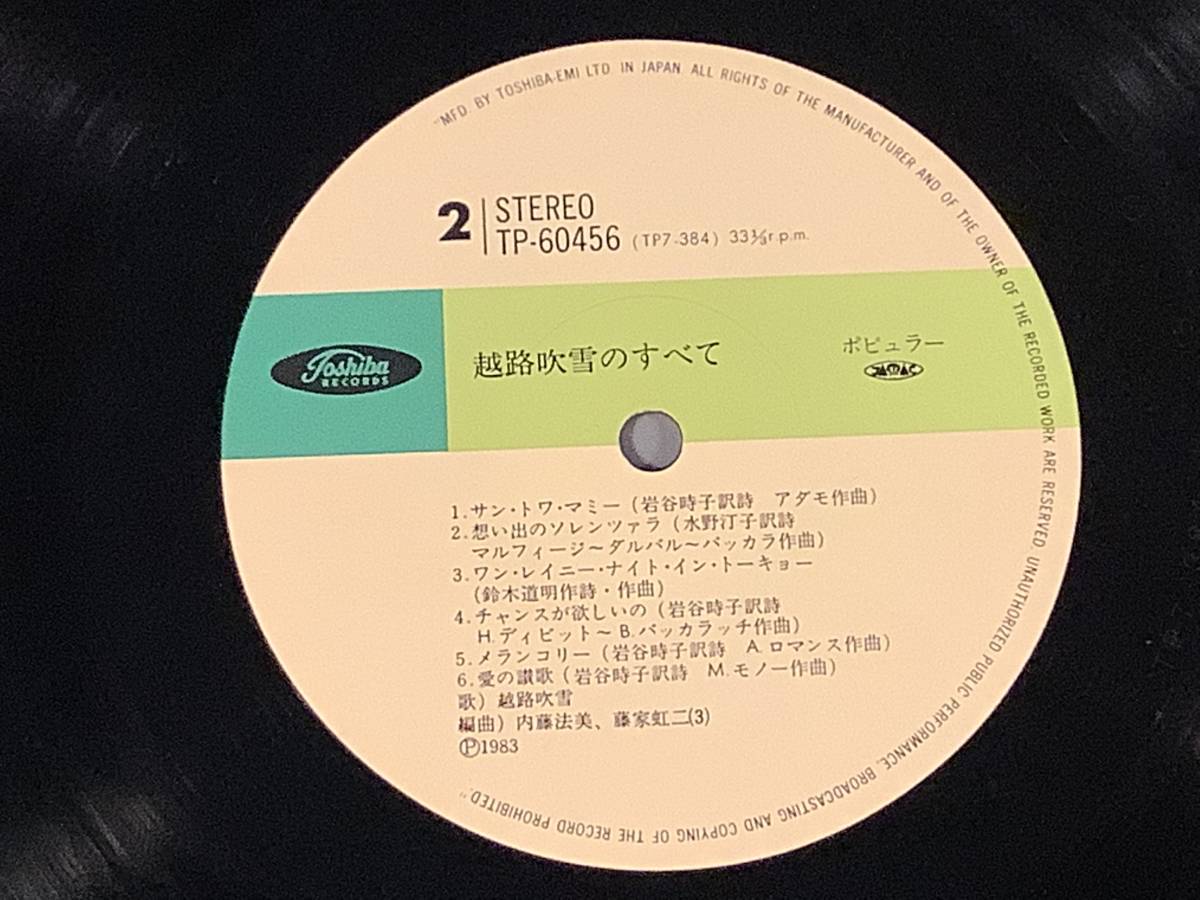 "MFD. BY TOSHIBA-EMI LTD. IN JAPAN. ALL RIGHTS OF THE MANUFACTURER AND OF THE OWNER OF THE RECORDED WORK ARE RESERVED. UNAUTHORIZED PUBLIC PERFORMANCE, BROADCASTING AND COPYING OF THE RECORD PROHIBITED."
2 STEREO
TP-60456 (TP7-384) 33⅓r.p.m.
Toshiba
RECORDS
越路吹雪のすべて
ポピュラー
JASRAC
1.サン・トワ・マミー(岩谷時子訳詩 アダモ作曲)
2.想い出のソレンツァラ(水野汀子訳詩
マルフィージ~ダルバル~バッカラ作曲)
3.ワン・レイニー・ナイト・イン・トーキョー
(鈴木道明作詩・作曲)
4.チャンスが欲しいの(岩谷時子訳詩
H.ディビット~B.バッカラッチ作曲)
5.メランコリー(岩谷時子訳詩 A.ロマンス作曲)
6.愛の讃歌(岩谷時子訳詩 M.モノー作曲)
歌)越路吹雪
編曲)内藤法美、藤家虹二(3)
Ⓟ1983